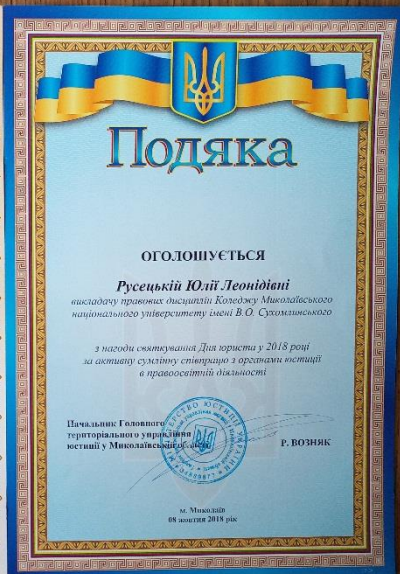 Подяка
ОГОЛОШУЄТЬСЯ
Русецькій Юлії Леонідівні
викладачу правових дисциплін Коледжу Миколаївського
національного університету імені В.О. Сухомлинського
з нагоди святкування Дня юриста у 2018 році
за активну сумлінну співпрацю з органами юстиції
в правоосвітній діяльності
Начальник Головного
територіального управління
юстиції у Миколаївській області
Р. ВОЗНЯК
м. Миколаїв
08 жовтня 2018 рік